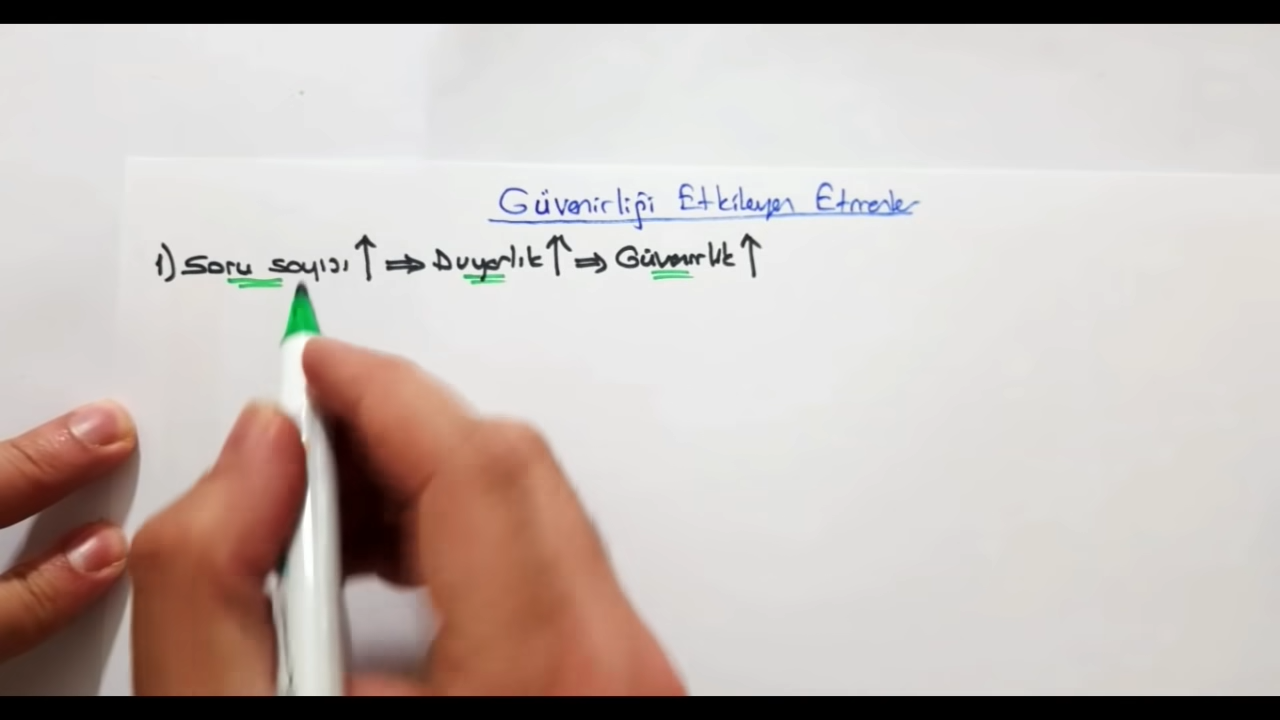 Güvenirliği Etkileyen Etmenler
1) Soru sayısı ↑ ⇒ Duyarlık ↑ ⇒ Güvenirlik ↑